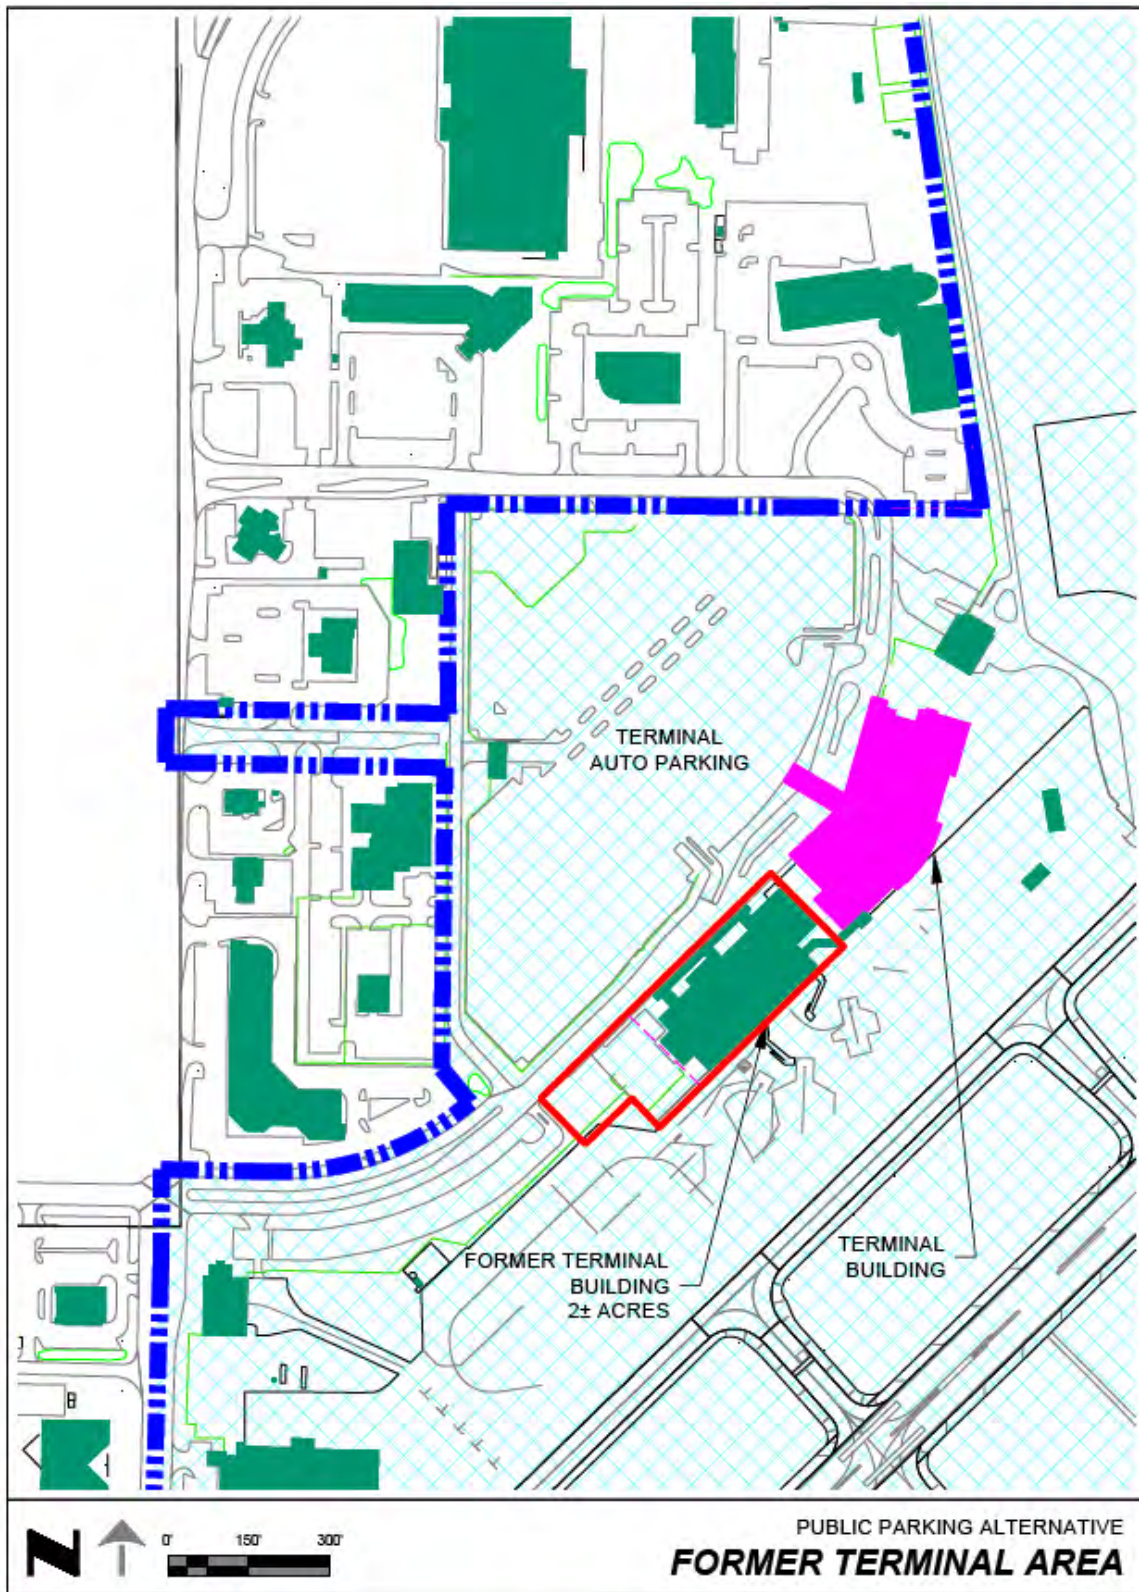 TERMINAL
AUTO PARKING
FORMER TERMINAL
BUILDING
2± ACRES
TERMINAL
BUILDING
N
0'
150'
300'
PUBLIC PARKING ALTERNATIVE
FORMER TERMINAL AREA